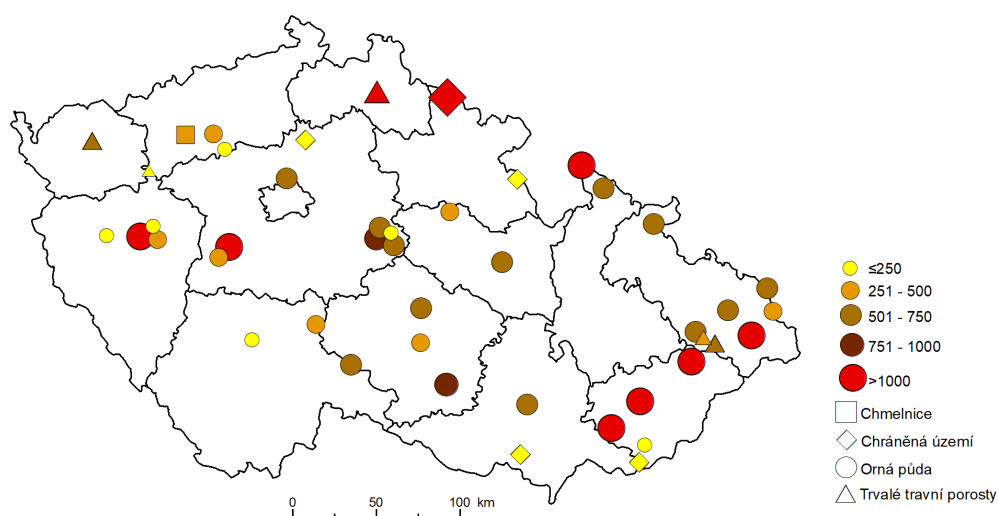 ≤250
251 - 500
501 - 750
751 - 1000
>1000
Chmelnice
Chráněná území
Orná půda
Trvalé travní porosty
0 50 100 km